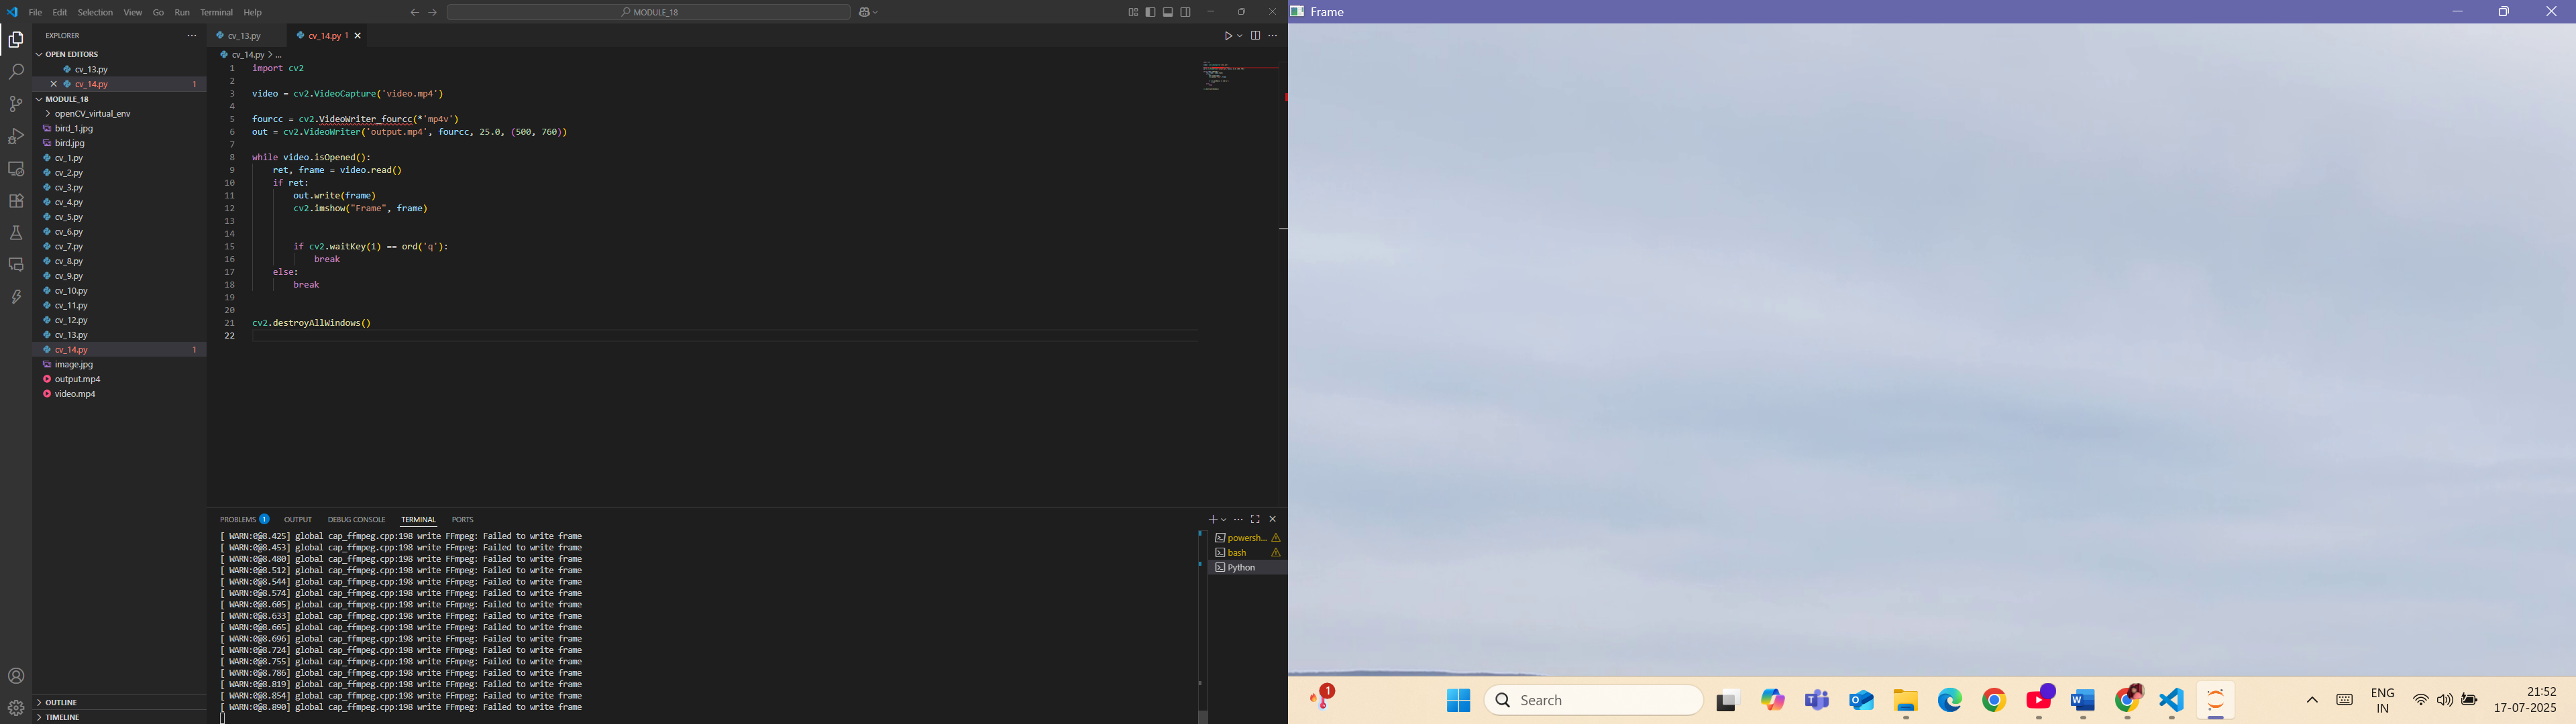 File Edit Selection View Go Run Terminal Help
MODULE_18
EXPLORER
OPEN EDITORS
cv_13.py
cv_14.py 1
MODULE_18
openCV_virtual_env
bird_1.jpg
bird.jpg
cv_1.py
cv_2.py
cv_3.py
cv_4.py
cv_5.py
cv_6.py
cv_7.py
cv_8.py
cv_9.py
cv_10.py
cv_11.py
cv_12.py
cv_13.py
cv_14.py 1
image.jpg
output.mp4
video.mp4
OUTLINE
TIMELINE
cv_13.py
cv_14.py 1
cv_14.py > ...
1 import cv2
2
3 video = cv2.VideoCapture('video.mp4')
4
5 fourcc = cv2.VideoWriter_fourcc(*'mp4v')
6 out = cv2.VideoWriter('output.mp4', fourcc, 25.0, (500, 760))
7
8 while video.isOpened():
9     ret, frame = video.read()
10     if ret:
11         out.write(frame)
12         cv2.imshow("Frame", frame)
13
14
15         if cv2.waitKey(1) == ord('q'):
16             break
17     else:
18         break
19
20
21 cv2.destroyAllWindows()
22
PROBLEMS 1 OUTPUT DEBUG CONSOLE TERMINAL PORTS
[ WARN:0@8.425] global cap_ffmpeg.cpp:198 write FFmpeg: Failed to write frame
[ WARN:0@8.453] global cap_ffmpeg.cpp:198 write FFmpeg: Failed to write frame
[ WARN:0@8.480] global cap_ffmpeg.cpp:198 write FFmpeg: Failed to write frame
[ WARN:0@8.512] global cap_ffmpeg.cpp:198 write FFmpeg: Failed to write frame
[ WARN:0@8.544] global cap_ffmpeg.cpp:198 write FFmpeg: Failed to write frame
[ WARN:0@8.574] global cap_ffmpeg.cpp:198 write FFmpeg: Failed to write frame
[ WARN:0@8.605] global cap_ffmpeg.cpp:198 write FFmpeg: Failed to write frame
[ WARN:0@8.633] global cap_ffmpeg.cpp:198 write FFmpeg: Failed to write frame
[ WARN:0@8.665] global cap_ffmpeg.cpp:198 write FFmpeg: Failed to write frame
[ WARN:0@8.696] global cap_ffmpeg.cpp:198 write FFmpeg: Failed to write frame
[ WARN:0@8.724] global cap_ffmpeg.cpp:198 write FFmpeg: Failed to write frame
[ WARN:0@8.755] global cap_ffmpeg.cpp:198 write FFmpeg: Failed to write frame
[ WARN:0@8.786] global cap_ffmpeg.cpp:198 write FFmpeg: Failed to write frame
[ WARN:0@8.819] global cap_ffmpeg.cpp:198 write FFmpeg: Failed to write frame
[ WARN:0@8.854] global cap_ffmpeg.cpp:198 write FFmpeg: Failed to write frame
[ WARN:0@8.890] global cap_ffmpeg.cpp:198 write FFmpeg: Failed to write frame
powersh...
bash
Python
Frame
1
Search
ENG
IN
21:52
17-07-2025